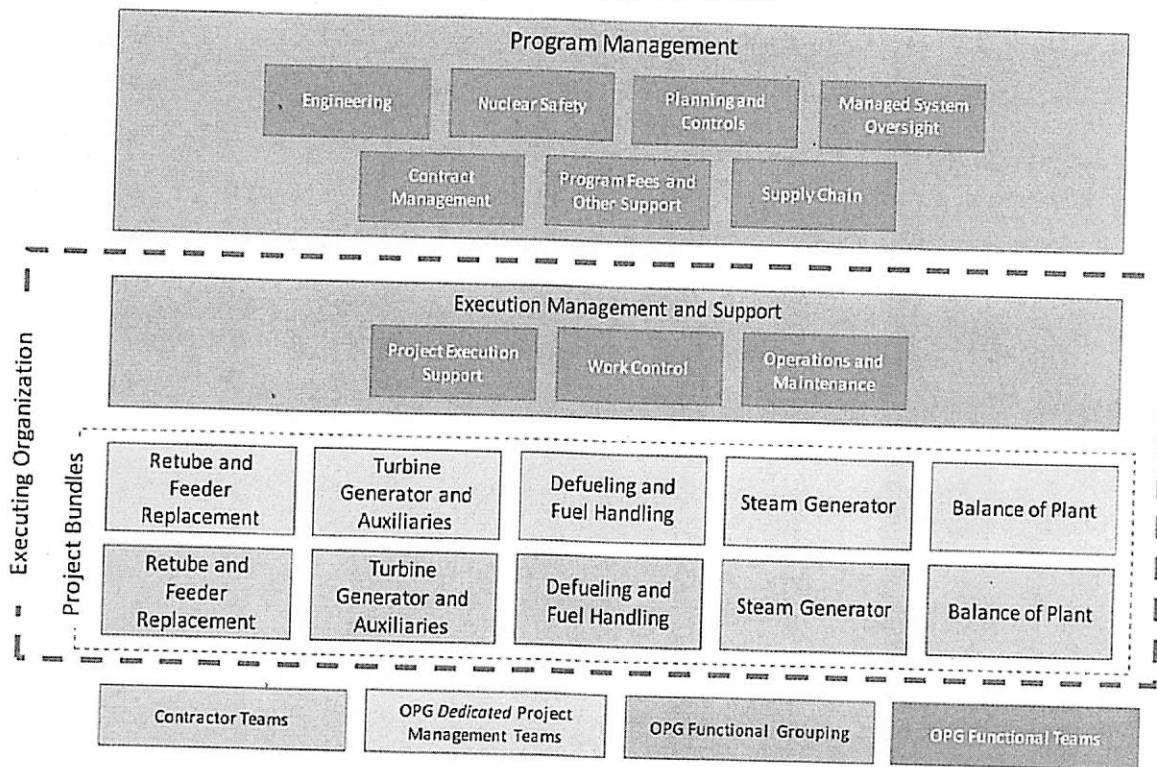 Program Management
Engineering
Nuclear Safety
Planning and
Controls
Managed System
Oversight
Contract
Management
Program Fees and
Other Support
Supply Chain
Executing Organization
Execution Management and Support
Project Execution
Support
Work Control
Operations and
Maintenance
Project Bundles
Retube and
Feeder
Replacement
Turbine
Generator and
Auxiliaries
Defueling and
Fuel Handling
Steam Generator
Balance of Plant
Retube and
Feeder
Replacement
Turbine
Generator and
Auxiliaries
Defueling and
Fuel Handling
Steam Generator
Balance of Plant
Contractor Teams
OPG Dedicated Project
Management Teams
OPG Functional Grouping
OPG Functional Teams